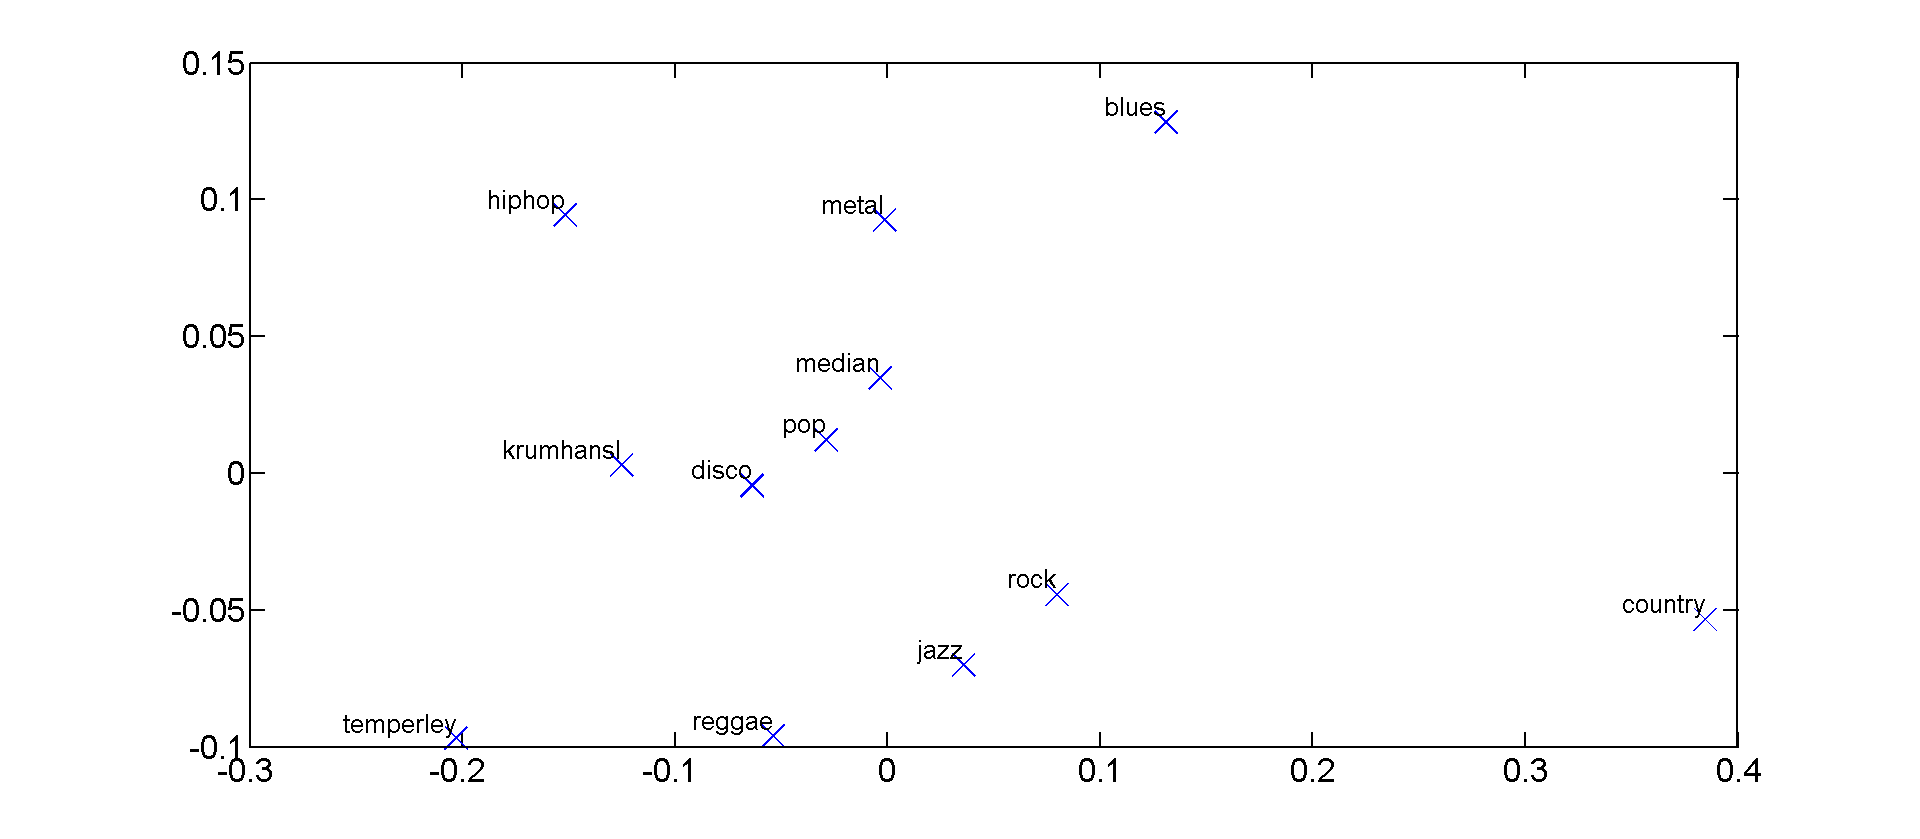 0.15
blues
hiphop
0.1
metal
0.05
median
pop
krumhansl
disco
0
rock
-0.05
country
jazz
temperley
reggae
-0.1
-0.3 -0.2 -0.1 0 0.1 0.2 0.3 0.4